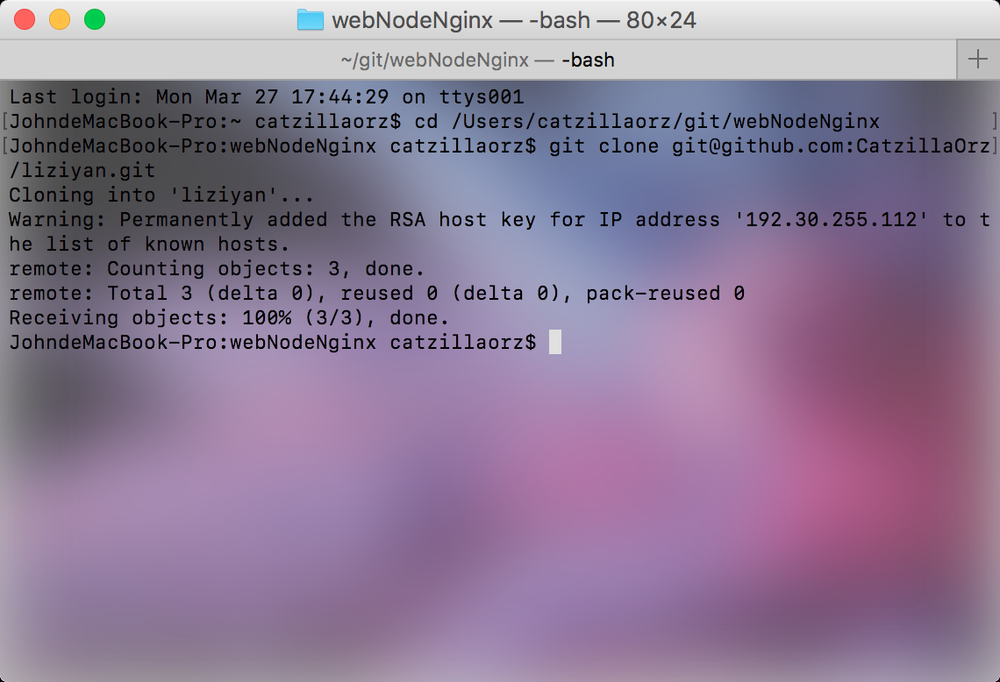 webNodeNginx — -bash — 80×24
~/git/webNodeNginx — -bash
Last login: Mon Mar 27 17:44:29 on ttys001
[JohndeMacBook-Pro:~ catzillaorz$ cd /Users/catzillaorz/git/webNodeNginx ]
[JohndeMacBook-Pro:webNodeNginx catzillaorz$ git clone git@github.com:CatzillaOrz]
/liziyan.git
Cloning into 'liziyan'...
Warning: Permanently added the RSA host key for IP address '192.30.255.112' to t
he list of known hosts.
remote: Counting objects: 3, done.
remote: Total 3 (delta 0), reused 0 (delta 0), pack-reused 0
Receiving objects: 100% (3/3), done.
JohndeMacBook-Pro:webNodeNginx catzillaorz$